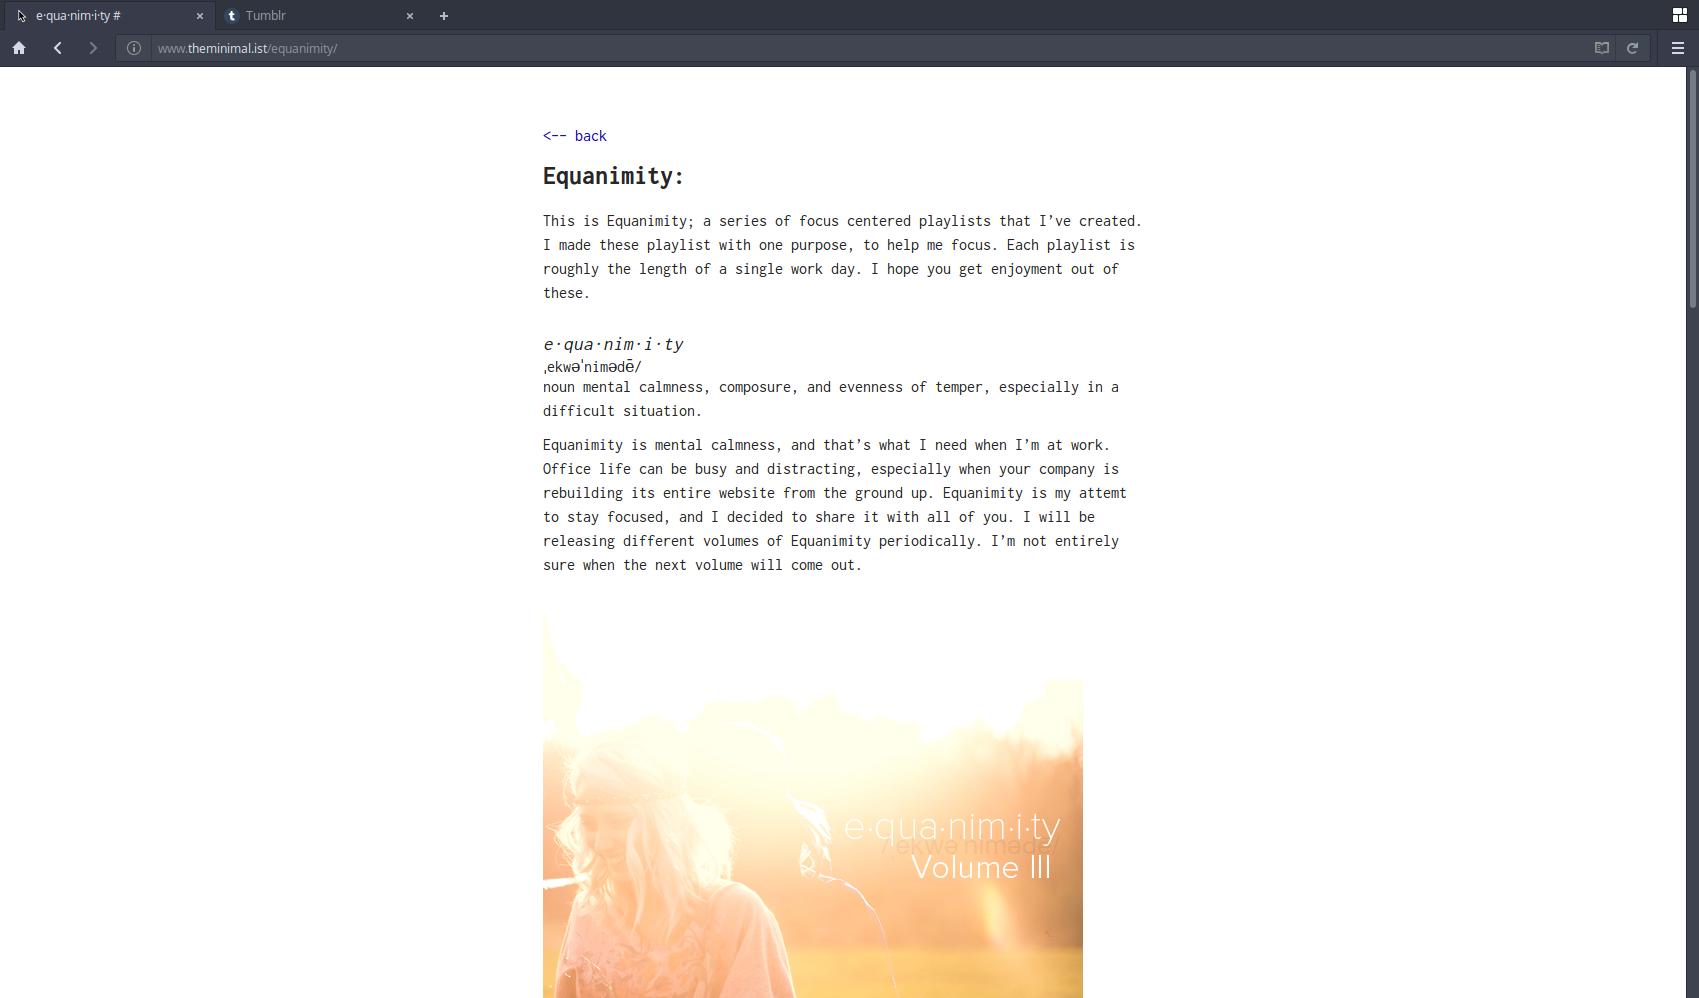 e·qua·nim·i·ty #
Tumblr
www.theminimal.ist/equanimity/
<-- back
Equanimity:
This is Equanimity; a series of focus centered playlists that I’ve created.
I made these playlist with one purpose, to help me focus. Each playlist is
roughly the length of a single work day. I hope you get enjoyment out of
these.
e·qua·nim·i·ty
ˌekwəˈnimədē/
noun mental calmness, composure, and evenness of temper, especially in a
difficult situation.
Equanimity is mental calmness, and that’s what I need when I’m at work.
Office life can be busy and distracting, especially when your company is
rebuilding its entire website from the ground up. Equanimity is my attemt
to stay focused, and I decided to share it with all of you. I will be
releasing different volumes of Equanimity periodically. I’m not entirely
sure when the next volume will come out.
e·qua·nim·i·ty
/ˌekwəˈnimədē/
Volume III